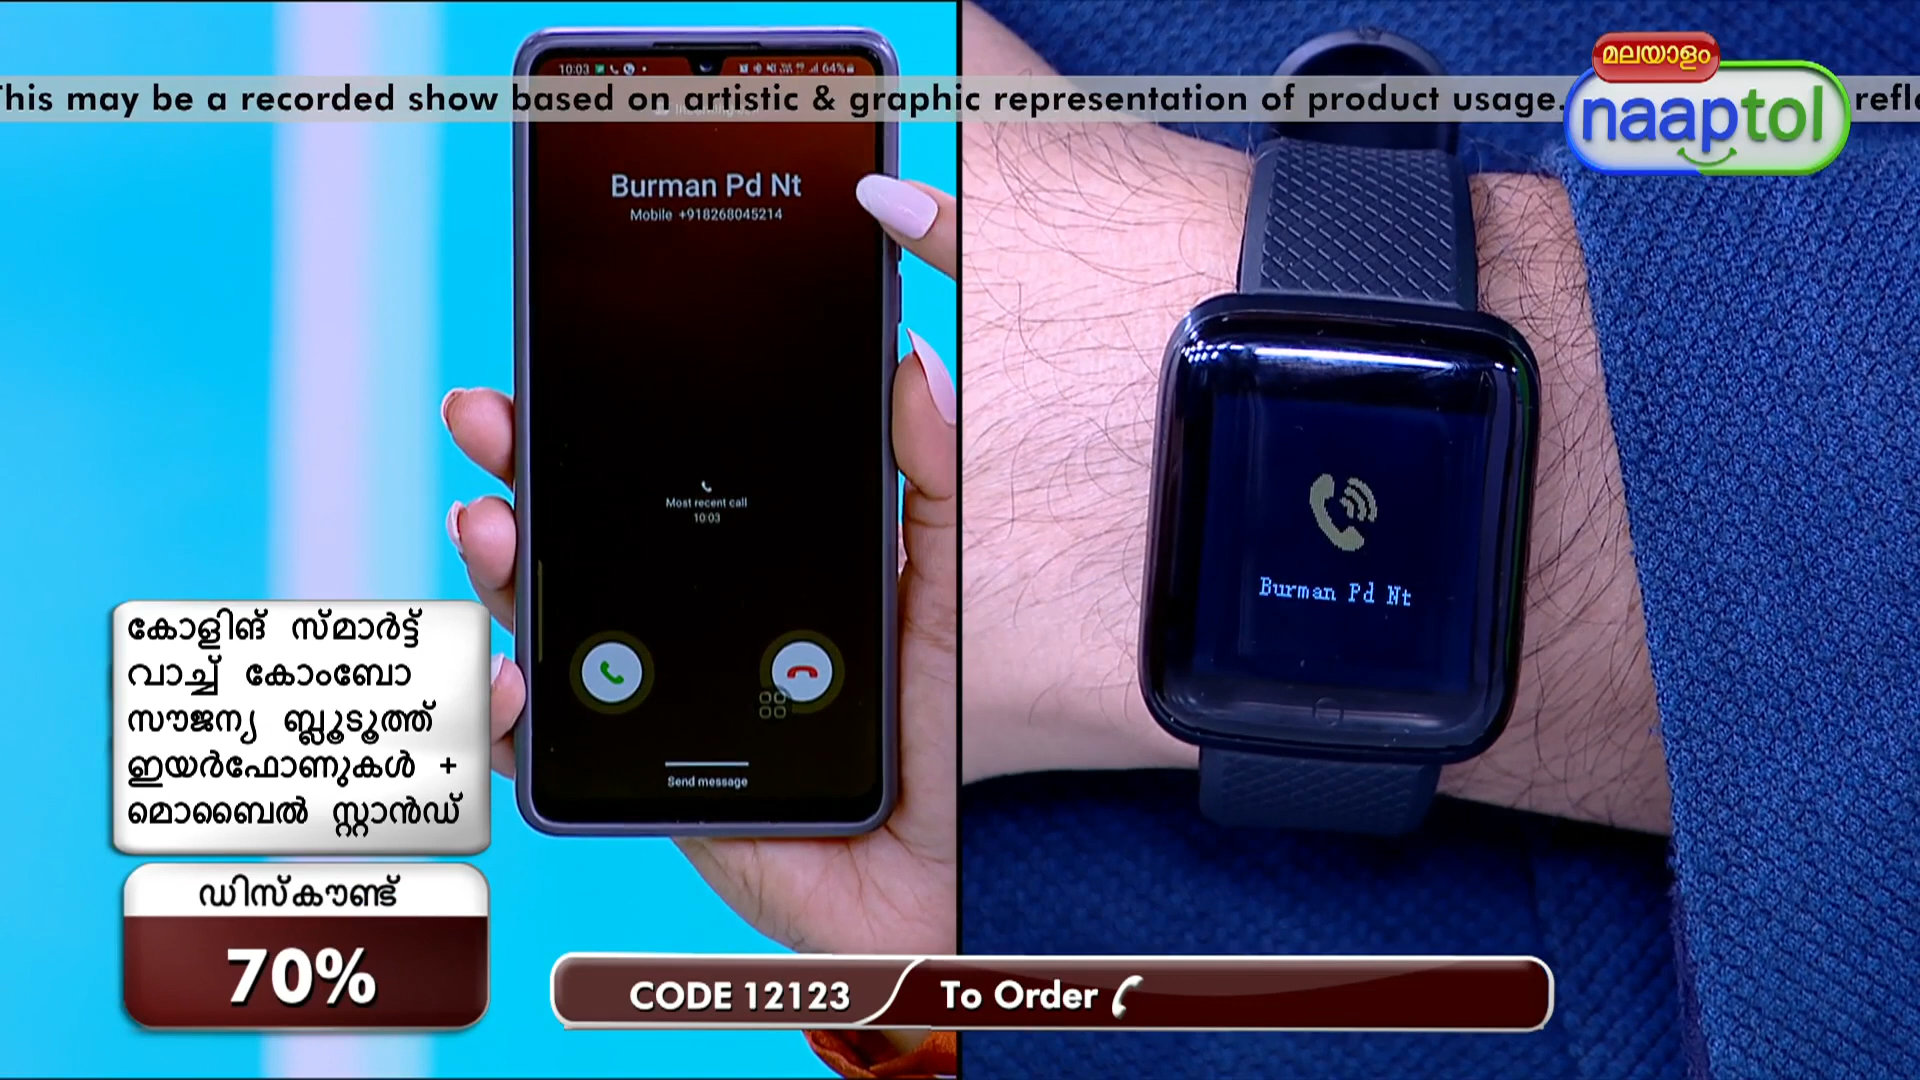 മലയാളം
naaptol
This may be a recorded show based on artistic & graphic representation of product usage.
10:03
64%
Burman Pd Nt
Mobile +918268045214
Most recent call
10:03
Send message
Burman Pd Nt
കോളിങ് സ്മാർട്ട്
വാച്ച് കോംബോ
സൗജന്യ ബ്ലൂടൂത്ത്
ഇയർഫോണുകൾ +
മൊബൈൽ സ്റ്റാൻഡ്
ഡിസ്കൗണ്ട്
70%
CODE 12123
To Order